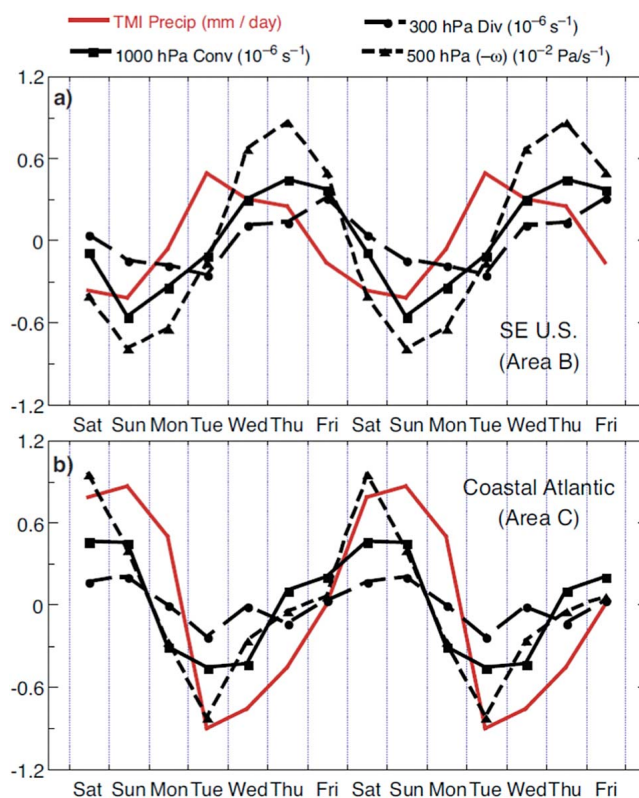 TMI Precip (mm / day)
300 hPa Div (10⁻⁶ s⁻¹)
1000 hPa Conv (10⁻⁶ s⁻¹)
500 hPa (−ω) (10⁻² Pa/s⁻¹)
1.2
a)
0.6
0
-0.6
-1.2
SE U.S.
(Area B)
Sat Sun Mon Tue Wed Thu Fri Sat Sun Mon Tue Wed Thu Fri
1.2
b)
Coastal Atlantic
(Area C)
0.6
0
-0.6
-1.2
Sat Sun Mon Tue Wed Thu Fri Sat Sun Mon Tue Wed Thu Fri